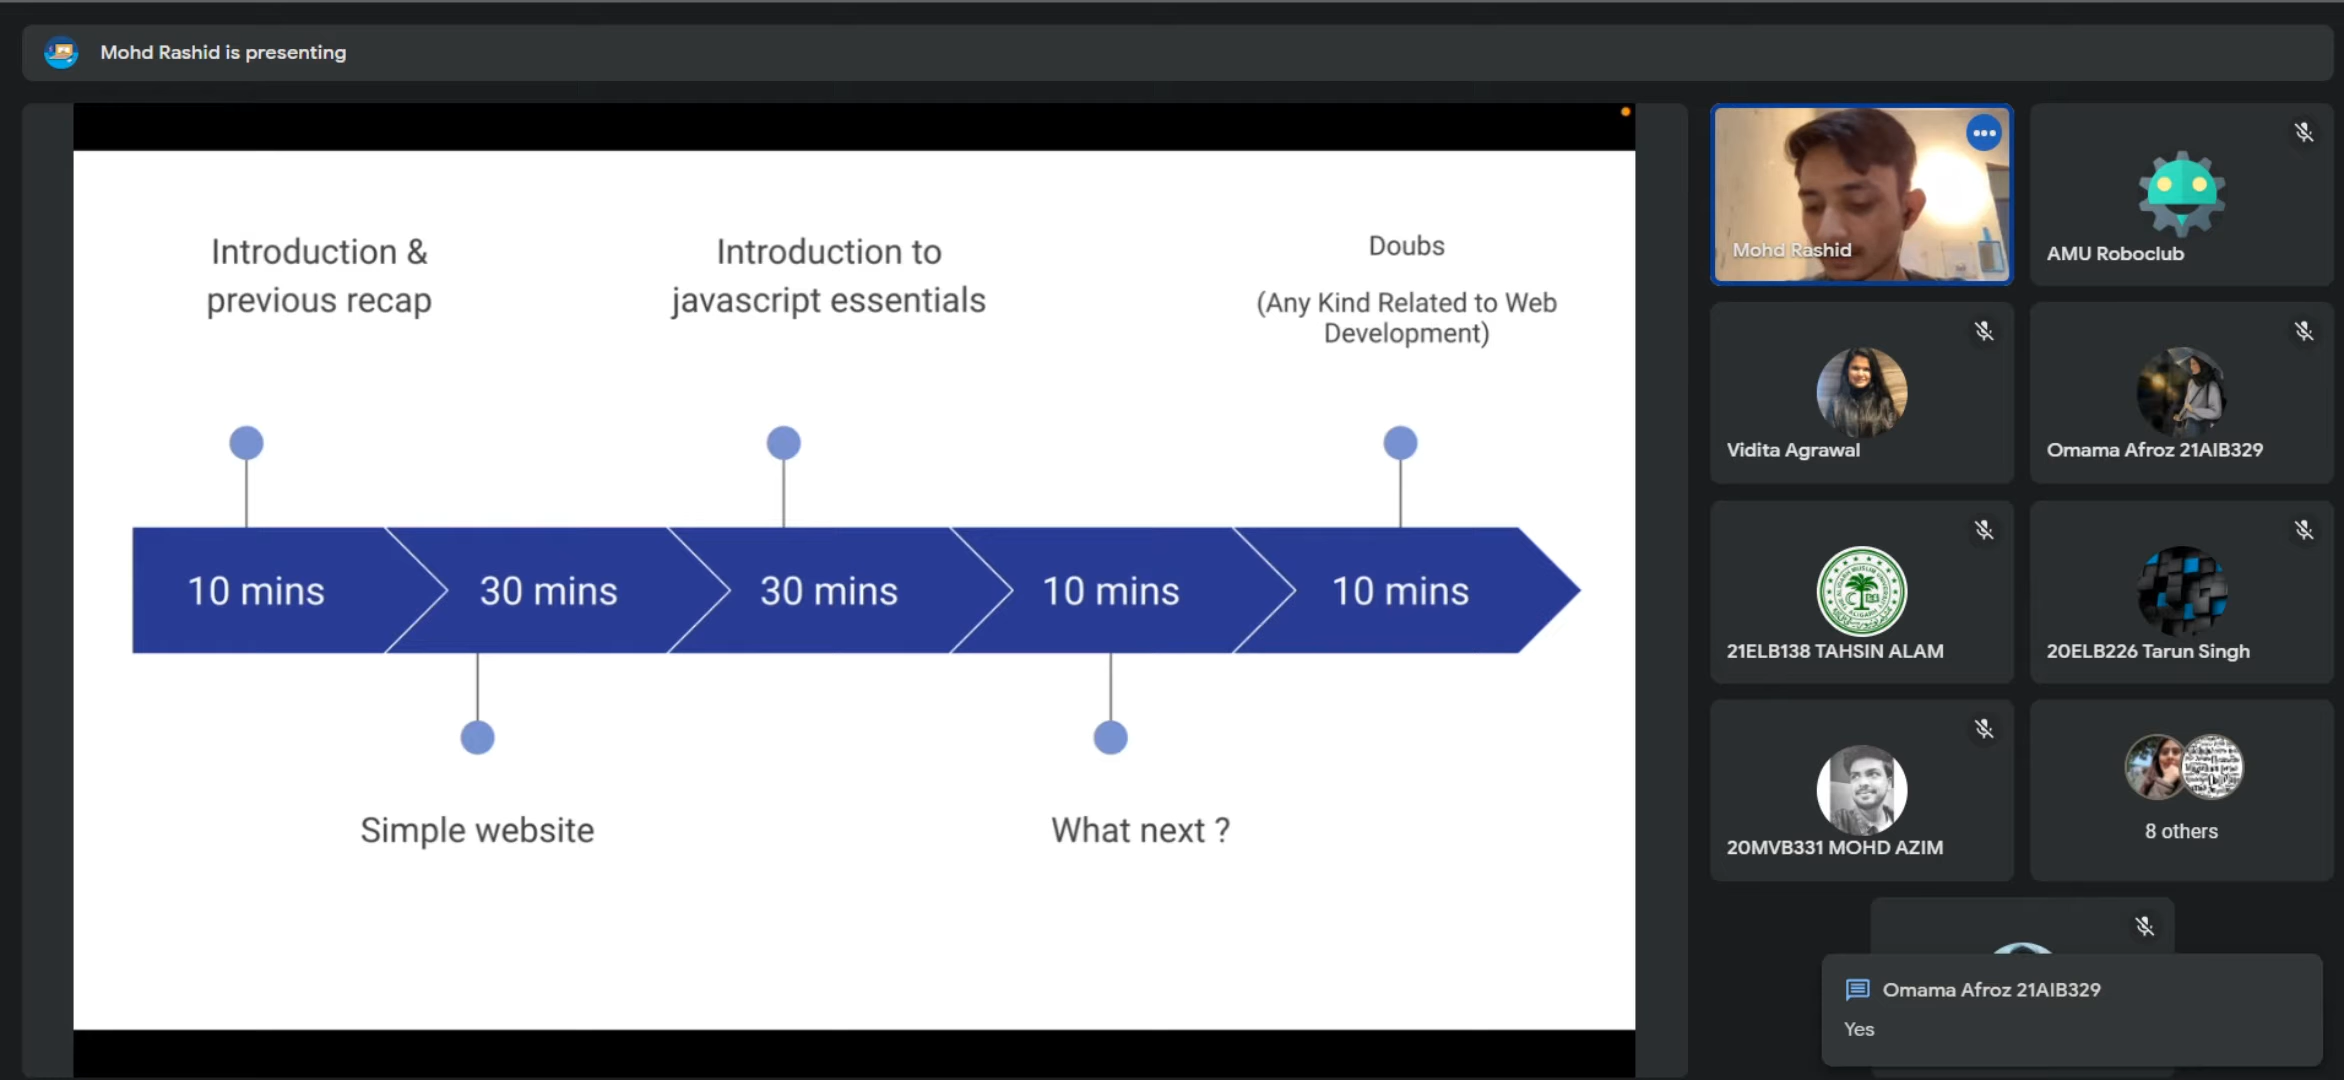 Mohd Rashid is presenting
Introduction &
previous recap
Introduction to
javascript essentials
Doubs
(Any Kind Related to Web
Development)
10 mins
30 mins
30 mins
10 mins
10 mins
Simple website
What next ?
Mohd Rashid
AMU Roboclub
Vidita Agrawal
Omama Afroz 21AIB329
21ELB138 TAHSIN ALAM
20ELB226 Tarun Singh
20MVB331 MOHD AZIM
8 others
Omama Afroz 21AIB329
Yes